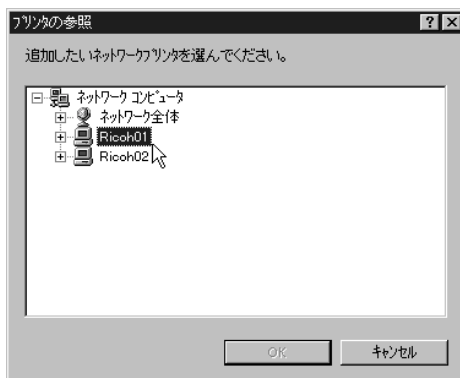 プリンタの参照
追加したいネットワークプリンタを選んでください。
ネットワーク コンピュータ
ネットワーク全体
Ricoh01
Ricoh02
OK
キャンセル